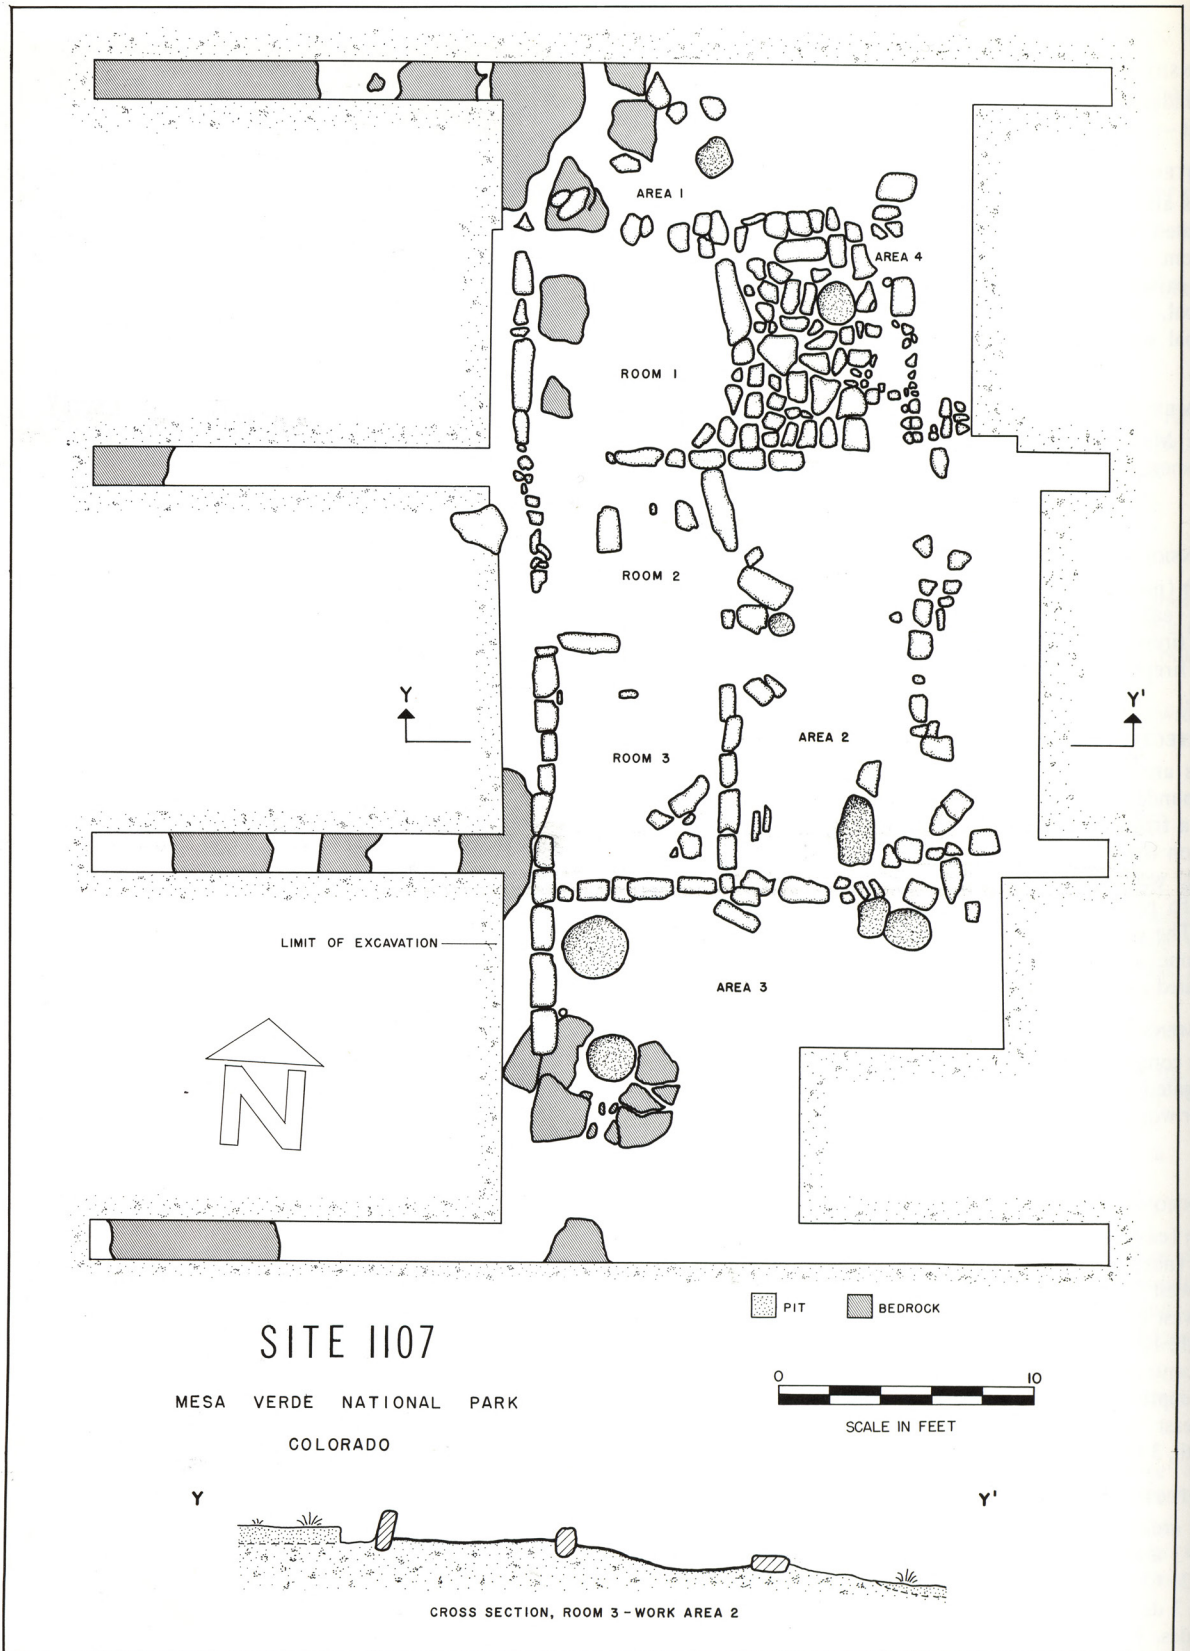 AREA 1
AREA 4
ROOM 1
ROOM 2
Y
Y'
AREA 2
ROOM 3
LIMIT OF EXCAVATION
AREA 3
N
PIT
BEDROCK
SITE 1107
MESA VERDE NATIONAL PARK
COLORADO
0 10
SCALE IN FEET
Y
Y'
CROSS SECTION, ROOM 3 - WORK AREA 2